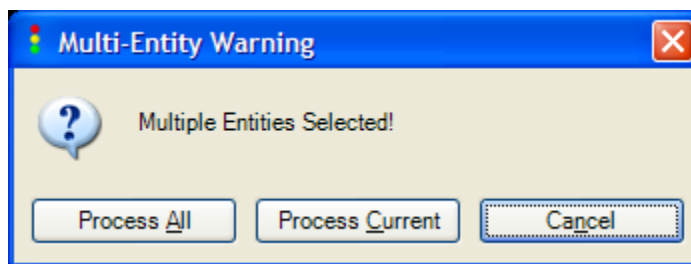 Multi-Entity Warning
Multiple Entities Selected!
Process All
Process Current
Cancel